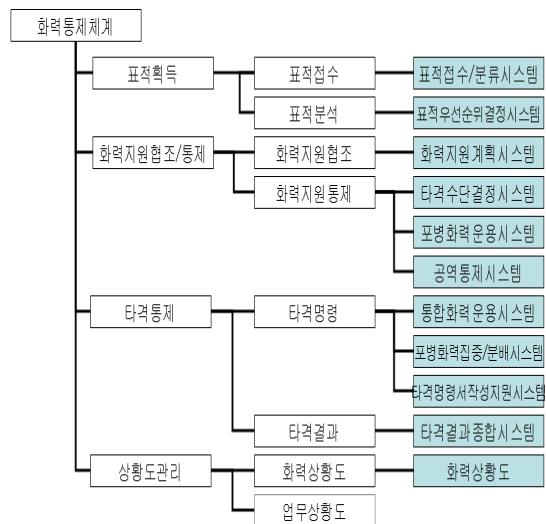 화력통제체계
표적획득 표적접수 표적접수/분류시스템
표적분석 표적우선순위결정시스템
화력지원협조/통제 화력지원협조 화력지원계획시스템
화력지원통제 타격수단결정시스템
포병화력운용시스템
공역통제시스템
타격통제 타격명령 통합화력운용시스템
포병화력집중/분배시스템
타격명령서작성지원시스템
타격결과 타격결과종합시스템
상황도관리 화력상황도 화력상황도
업무상황도